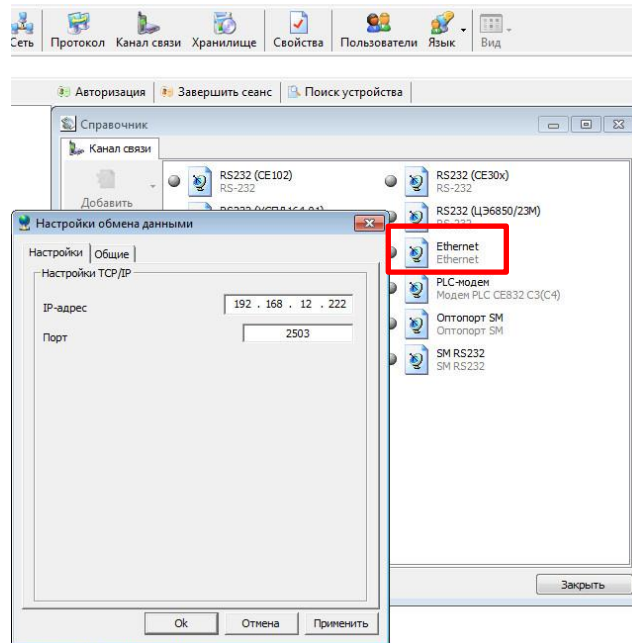 Сеть Протокол Канал связи Хранилище Свойства Пользователи Язык Вид
Авторизация Завершить сеанс Поиск устройства
Справочник
Канал связи
Добавить
RS232 (CE102)
RS-232
RS232 (CE30x)
RS-232
RS232 (ЦЭ6850/23М)
RS-232
Ethernet
Ethernet
PLC-модем
Модем PLC CE832 C3(C4)
Оптопорт SM
Оптопорт SM
SM RS232
SM RS232
Закрыть
Настройки обмена данными
Настройки Общие
Настройки TCP/IP
IP-адрес 192 . 168 . 12 . 222
Порт 2503
Ok Отмена Применить